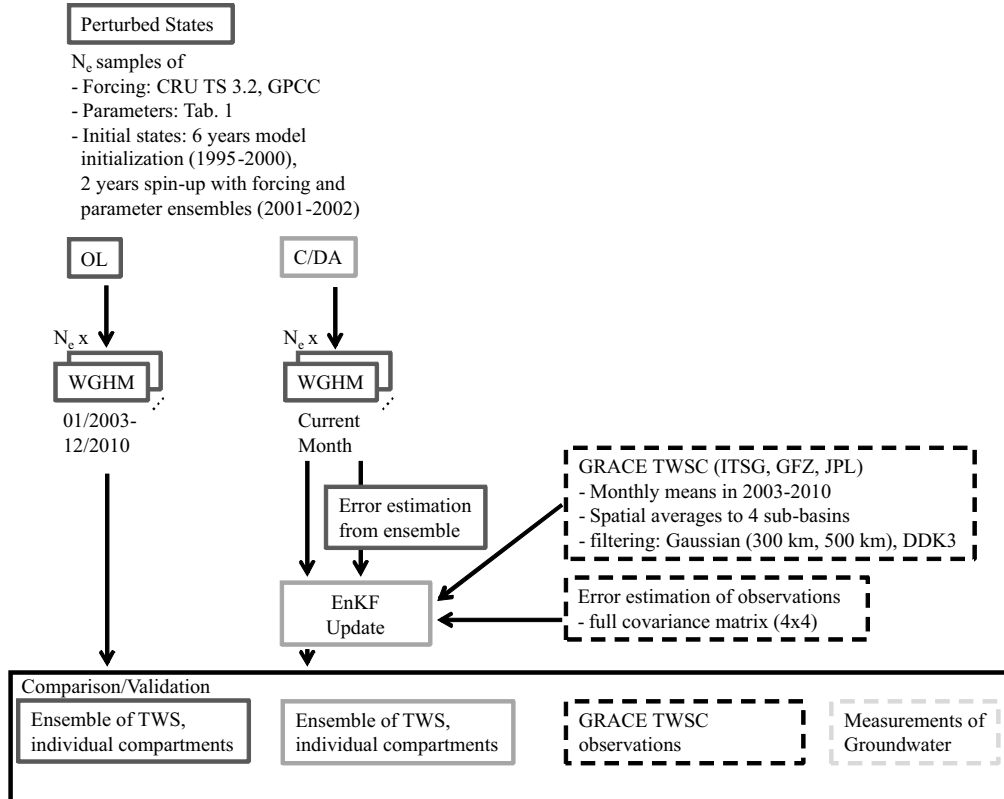 Perturbed States
Ne samples of
- Forcing: CRU TS 3.2, GPCC
- Parameters: Tab. 1
- Initial states: 6 years model
initialization (1995-2000),
2 years spin-up with forcing and
parameter ensembles (2001-2002)
OL
C/DA
Ne x
Ne x
WGHM
WGHM
01/2003-
12/2010
Current
Month
Error estimation
from ensemble
GRACE TWSC (ITSG, GFZ, JPL)
- Monthly means in 2003-2010
- Spatial averages to 4 sub-basins
- filtering: Gaussian (300 km, 500 km), DDK3
EnKF
Update
Error estimation of observations
- full covariance matrix (4x4)
Comparison/Validation
Ensemble of TWS,
individual compartments
Ensemble of TWS,
individual compartments
GRACE TWSC
observations
Measurements of
Groundwater